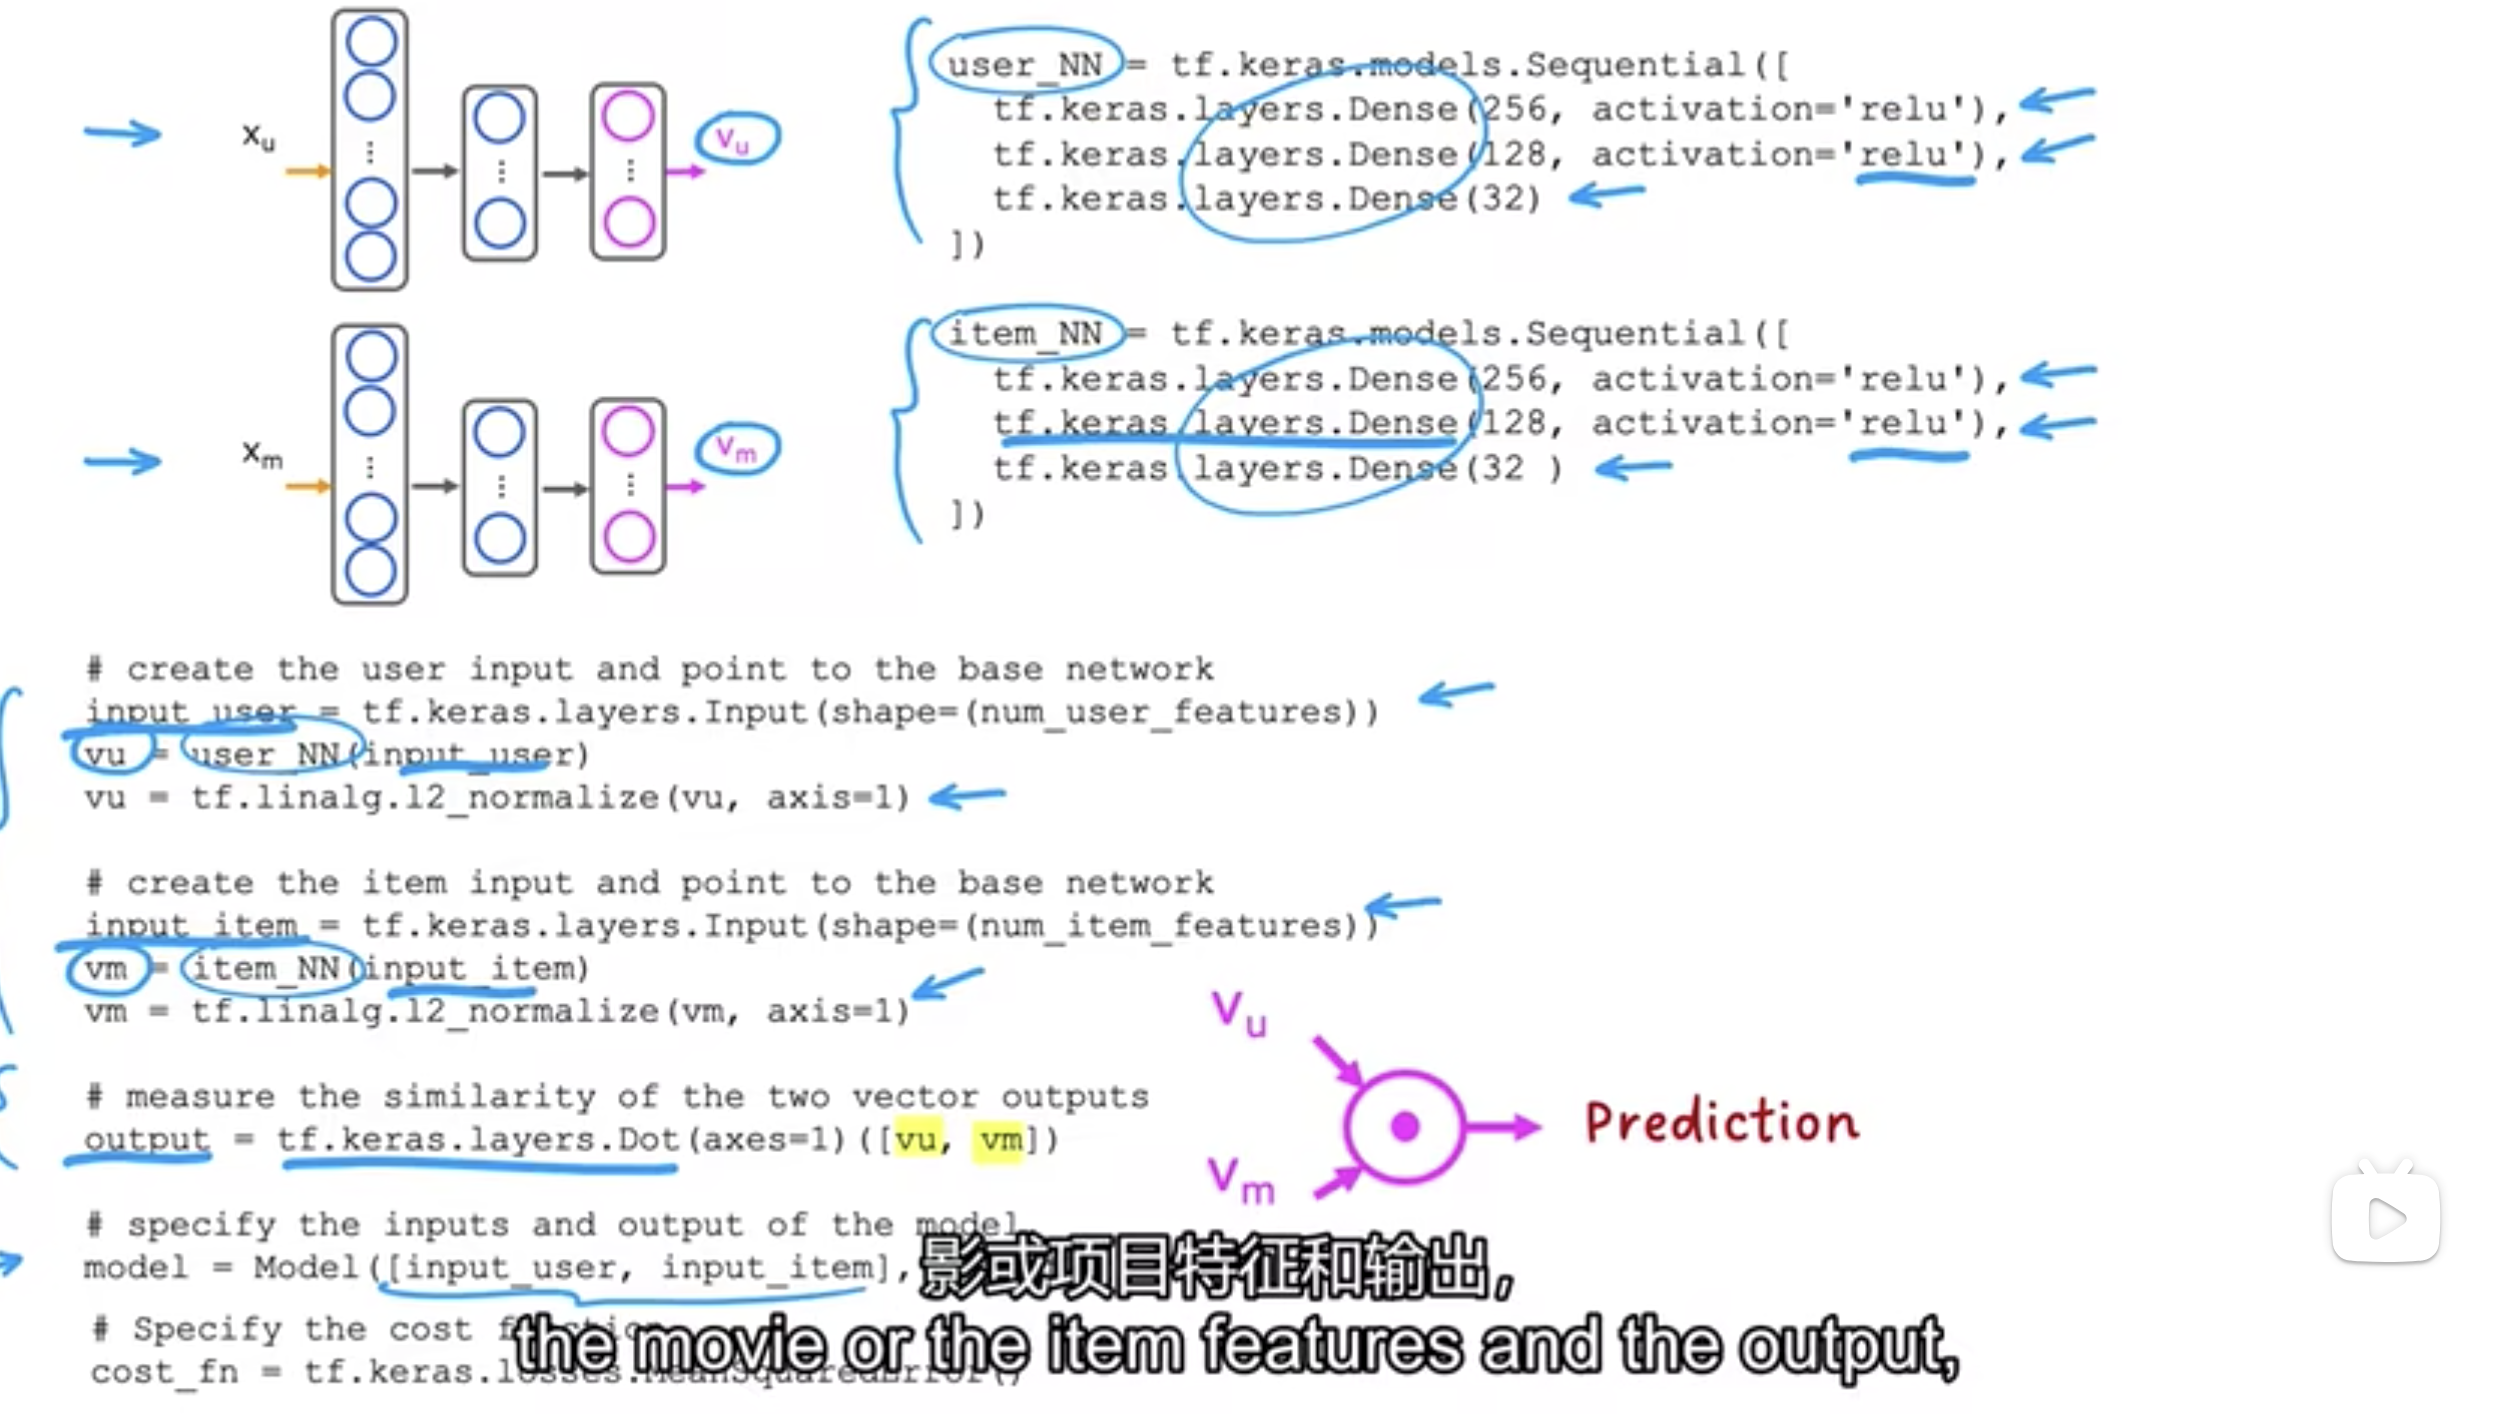 x_u
v_u
user_NN = tf.keras.models.Sequential([
tf.keras.layers.Dense(256, activation='relu'),
tf.keras.layers.Dense(128, activation='relu'),
tf.keras.layers.Dense(32)
])
x_m
v_m
item_NN = tf.keras.models.Sequential([
tf.keras.layers.Dense(256, activation='relu'),
tf.keras.layers.Dense(128, activation='relu'),
tf.keras.layers.Dense(32 )
])
# create the user input and point to the base network
input_user = tf.keras.layers.Input(shape=(num_user_features))
vu = user_NN(input_user)
vu = tf.linalg.l2_normalize(vu, axis=1)
# create the item input and point to the base network
input_item = tf.keras.layers.Input(shape=(num_item_features))
vm = item_NN(input_item)
vm = tf.linalg.l2_normalize(vm, axis=1)
# measure the similarity of the two vector outputs
output = tf.keras.layers.Dot(axes=1)([vu, vm])
V_u
V_m
Prediction
# specify the inputs and output of the model
model = Model([input_user, input_item],
影或项目特征和输出,
# Specify the cost function
the movie or the item features and the output,
cost_fn = tf.keras.losses.MeanSquaredError()